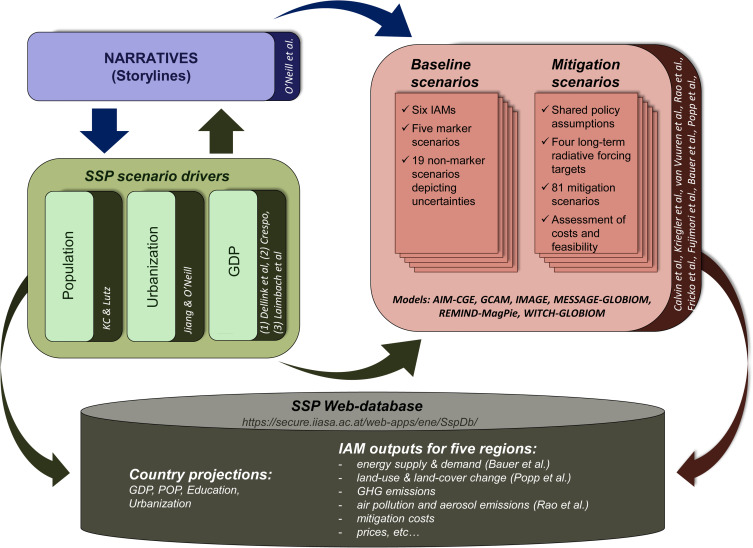 NARRATIVES
(Storylines)
O'Neill et al.
SSP scenario drivers
Population
KC & Lutz
Urbanization
Jiang & O'Neill
GDP
(1) Dellink et al, (2) Crespo,
(3) Laimbach et al
Baseline
scenarios
✓ Six IAMs
✓ Five marker
scenarios
✓ 19 non-marker
scenarios
depicting
uncertainties
Mitigation
scenarios
✓ Shared policy
assumptions
✓ Four long-term
radiative forcing
targets
✓ 81 mitigation
scenarios
✓ Assessment of
costs and
feasibility
Models: AIM-CGE, GCAM, IMAGE, MESSAGE-GLOBIOM,
REMIND-MagPie, WITCH-GLOBIOM
Calvin et al., Kriegler et al., van Vuuren et al., Rao et al.,
Fricko et al., Fujimori et al., Bauer et al., Popp et al.,
SSP Web-database
https://secure.iiasa.ac.at/web-apps/ene/SspDb/
Country projections:
GDP, POP, Education,
Urbanization
IAM outputs for five regions:
- energy supply & demand (Bauer et al.)
- land-use & land-cover change (Popp et al.)
- GHG emissions
- air pollution and aerosol emissions (Rao et al.)
- mitigation costs
- prices, etc…